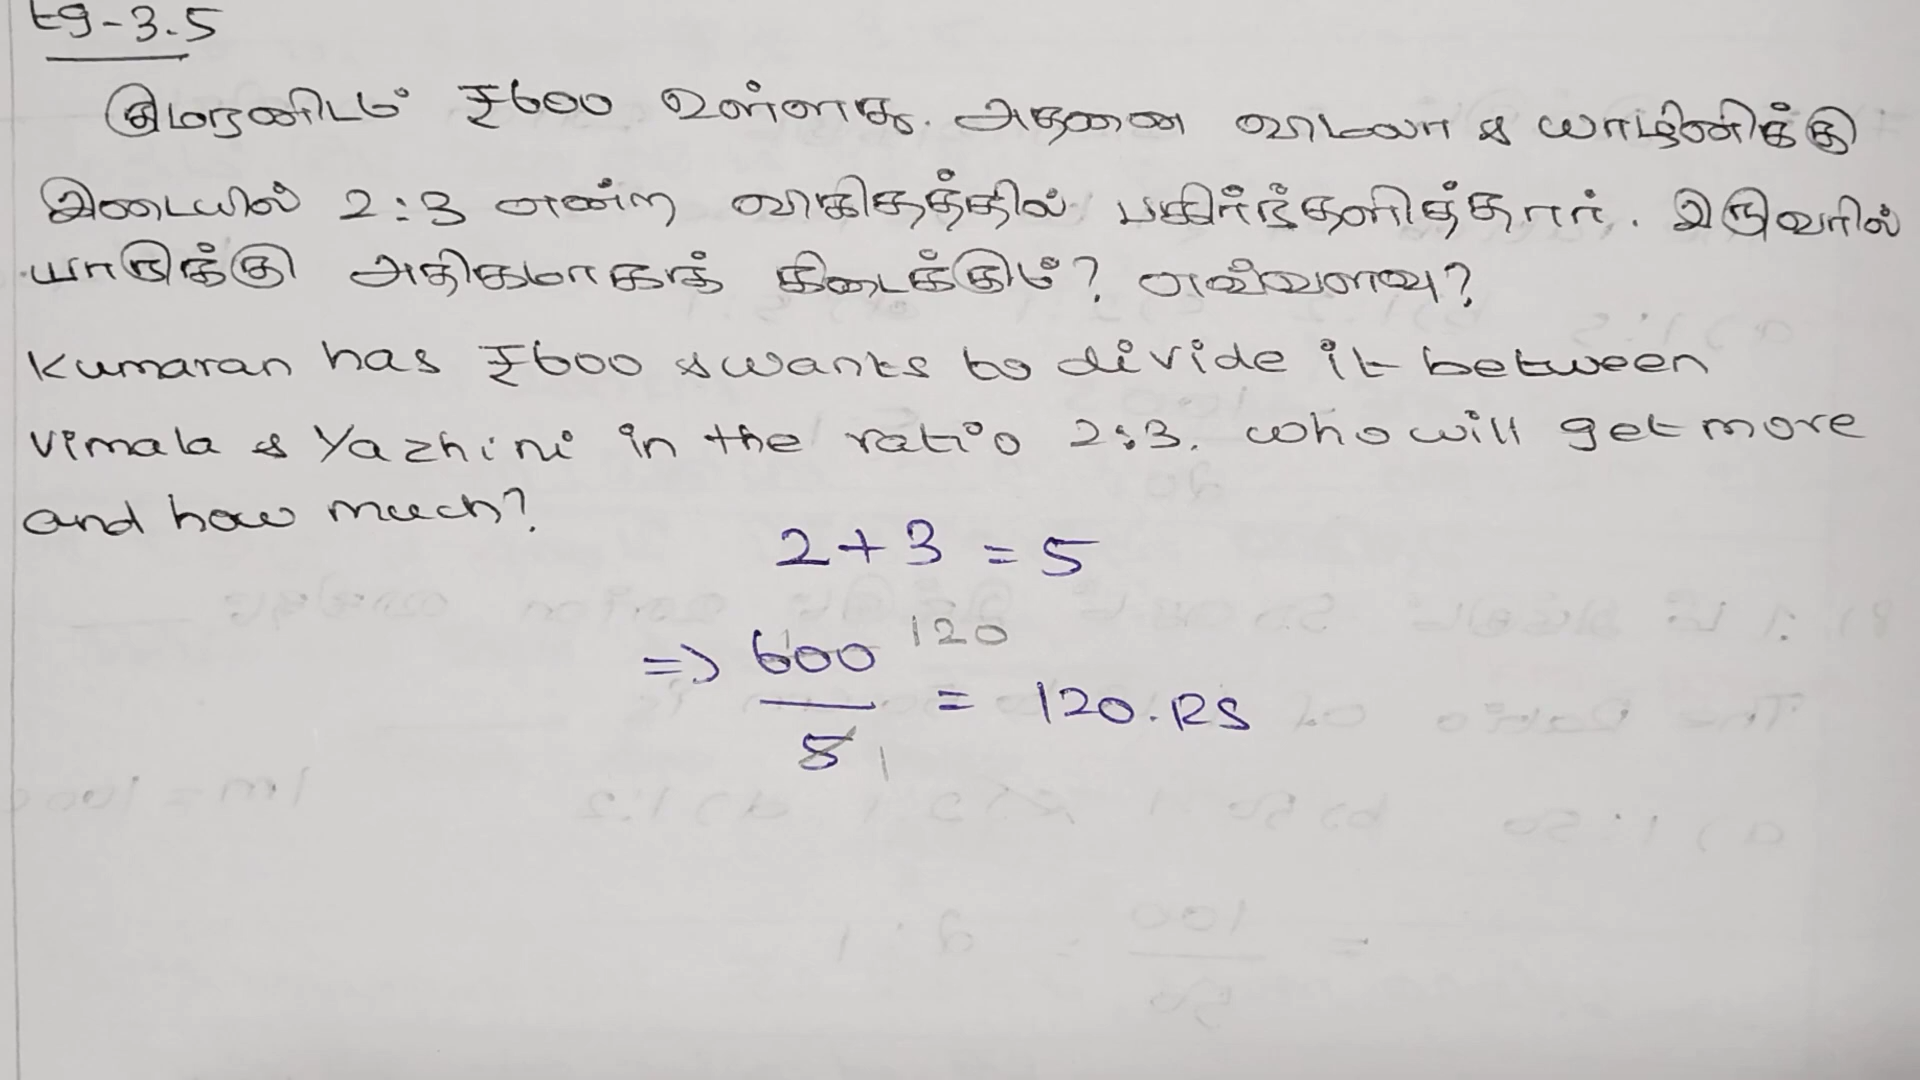 Eg-3.5
குமரனிடம் ₹600 உள்ளது. அதனை விமலா & யாழினிக்கு
இடையில் 2:3 என்ற விகிதத்தில் பகிர்ந்தளித்தார். இருவரில்
யாருக்கு அதிகமாகக் கிடைக்கும்? எவ்வளவு?
Kumaran has ₹600 & wants to divide it between
Vimala & Yazhini in the ratio 2:3. who will get more
and how much?
2+3 = 5
=> 600 120
5 1 = 120.RS